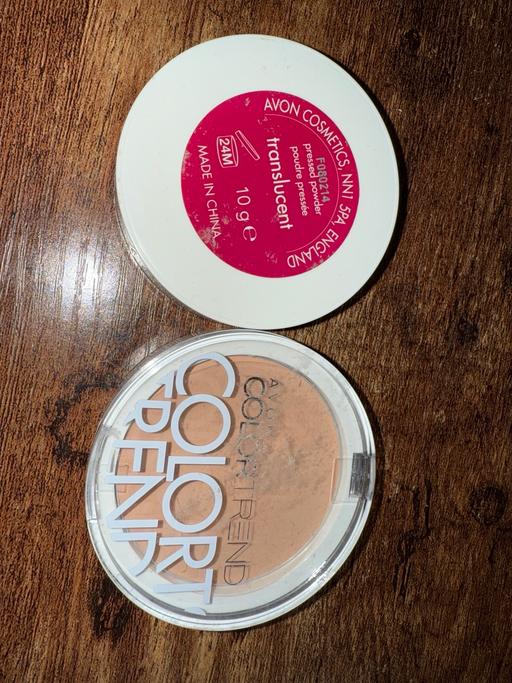 AVON COSMETICS, NN1 5PA, ENGLAND
F080214
pressed powder
poudre pressée
translucent
10 g e
24M
MADE IN CHINA
AVON
COLORTREND
COLOR
TREND